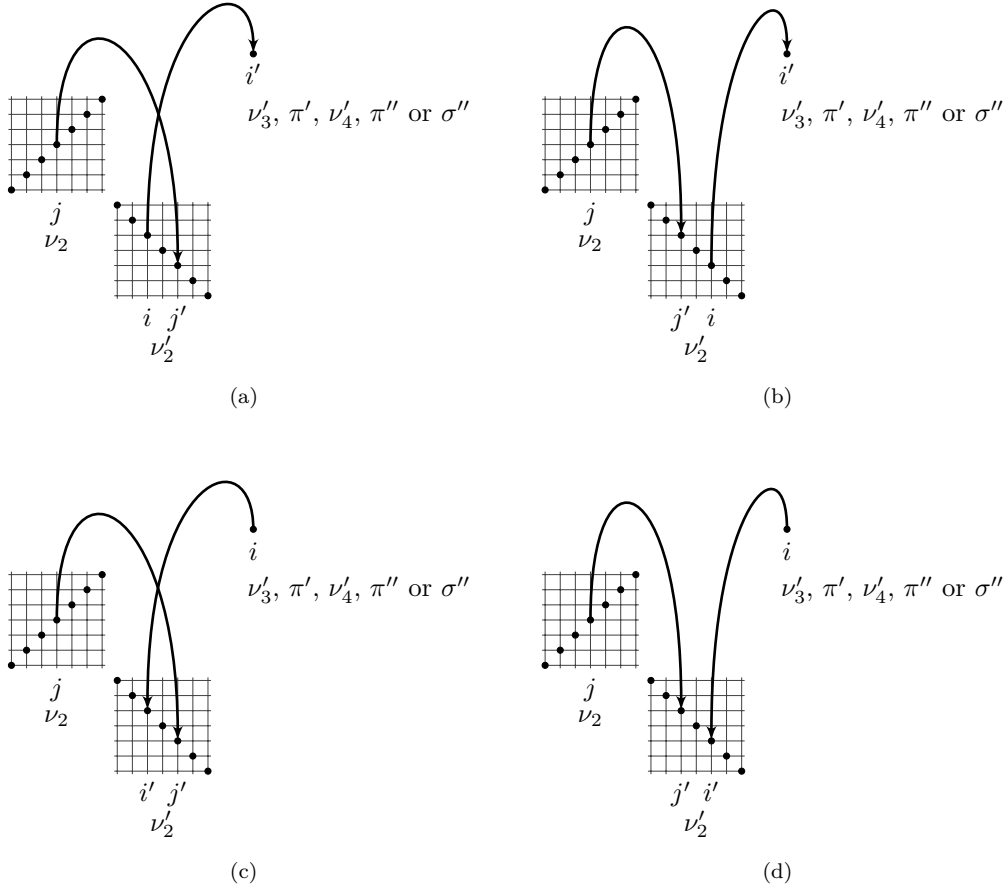 i′
ν′₃, π′, ν′₄, π″ or σ″
j
ν₂
i j′
ν′₂
(a)
i′
ν′₃, π′, ν′₄, π″ or σ″
j
ν₂
j′ i
ν′₂
(b)
i
ν′₃, π′, ν′₄, π″ or σ″
j
ν₂
i′ j′
ν′₂
(c)
i
ν′₃, π′, ν′₄, π″ or σ″
j
ν₂
j′ i′
ν′₂
(d)